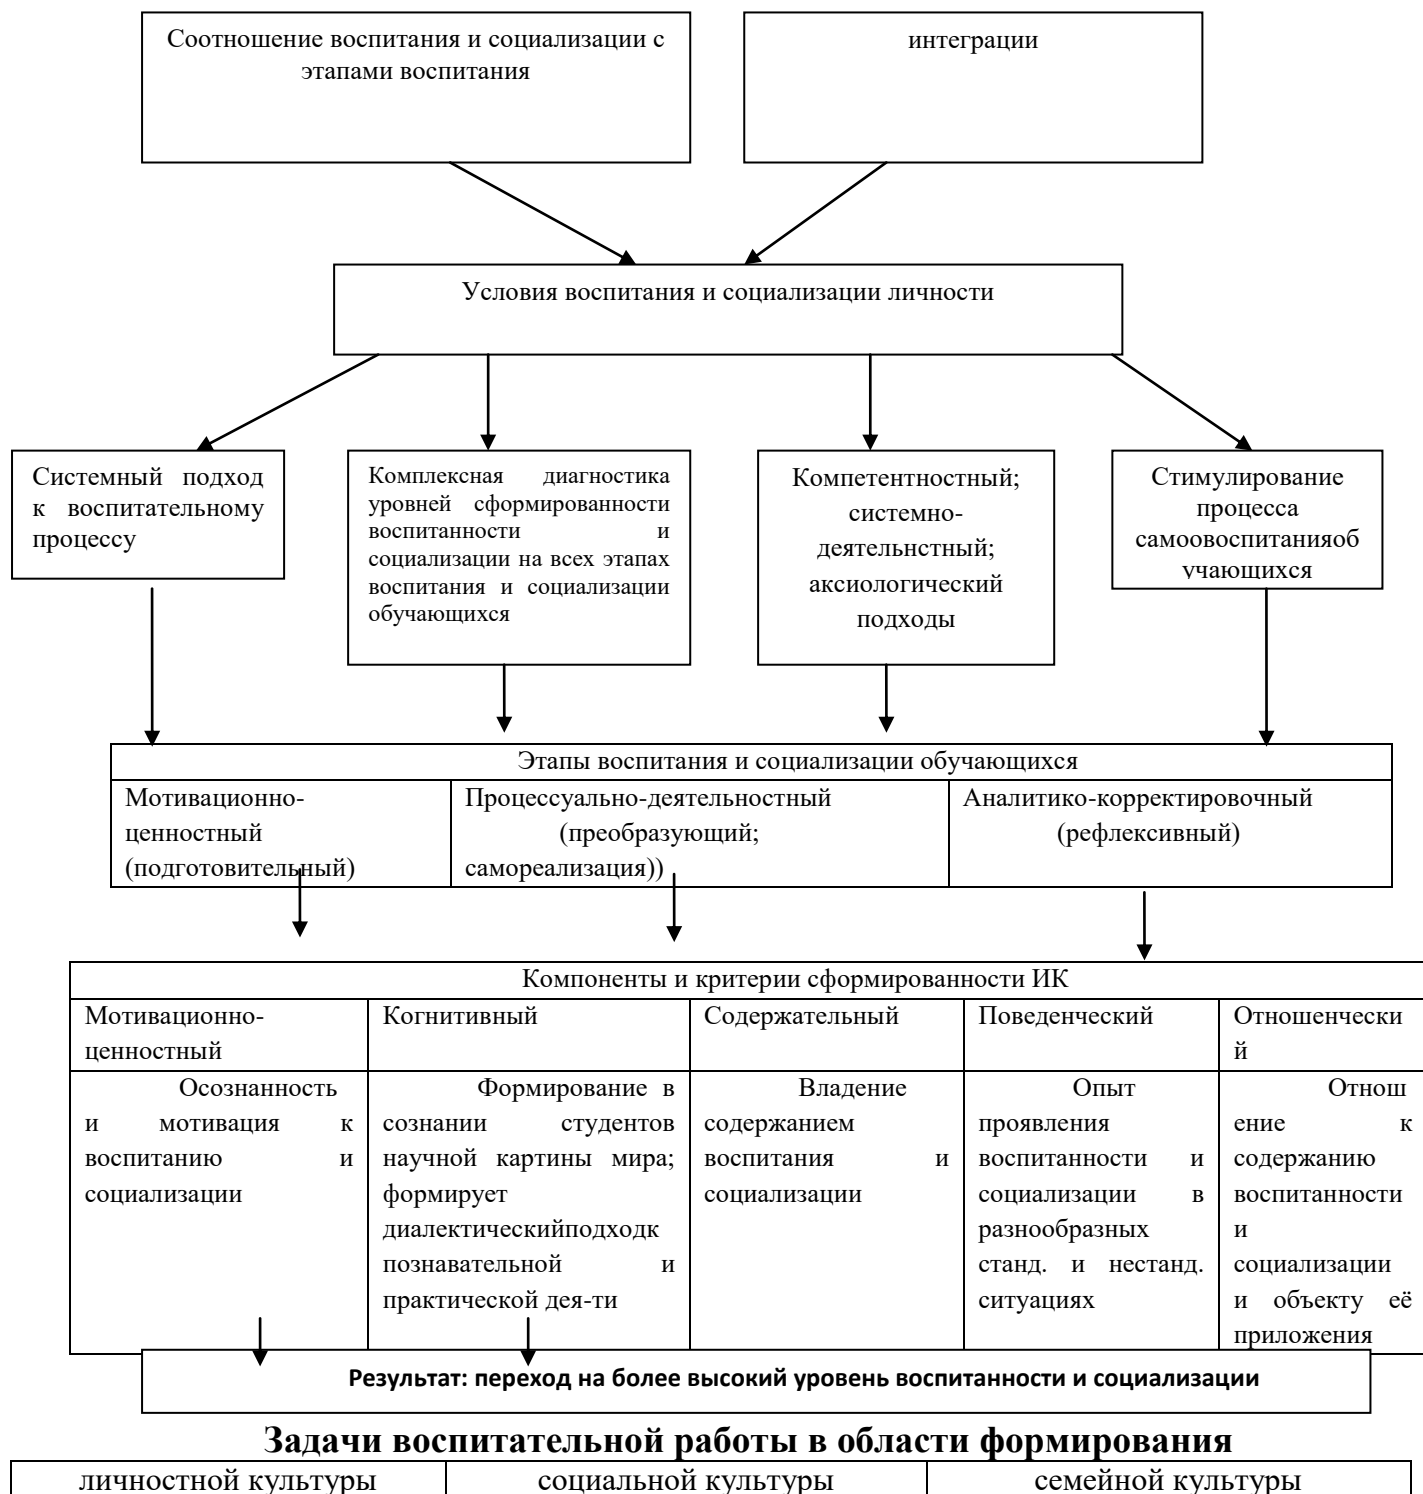 Соотношение воспитания и социализации с
этапами воспитания
интеграции
Условия воспитания и социализации личности
Системный подход
к воспитательному
процессу
Комплексная диагностика
уровней сформированности
воспитанности и
социализации на всех этапах
воспитания и социализации
обучающихся
Компетентностный;
системно-
деятельнстный;
аксиологический
подходы
Стимулирование
процесса
самоовоспитанияоб
учающихся
Этапы воспитания и социализации обучающихся
Мотивационно-
ценностный
(подготовительный)
Процессуально-деятельностный
(преобразующий;
самореализация))
Аналитико-корректировочный
(рефлексивный)
Компоненты и критерии сформированности ИК
Мотивационно-
ценностный
Когнитивный
Содержательный
Поведенческий
Отношенчески
й
Осознанность
и мотивация к
воспитанию и
социализации
Формирование в
сознании студентов
научной картины мира;
формирует
диалектическийподходк
познавательной и
практической дея-ти
Владение
содержанием
воспитания и
социализации
Опыт
проявления
воспитанности и
социализации в
разнообразных
станд. и нестанд.
ситуациях
Отнош
ение к
содержанию
воспитанности
и
социализации
и объекту её
приложения
Результат: переход на более высокий уровень воспитанности и социализации
Задачи воспитательной работы в области формирования
личностной культуры
социальной культуры
семейной культуры